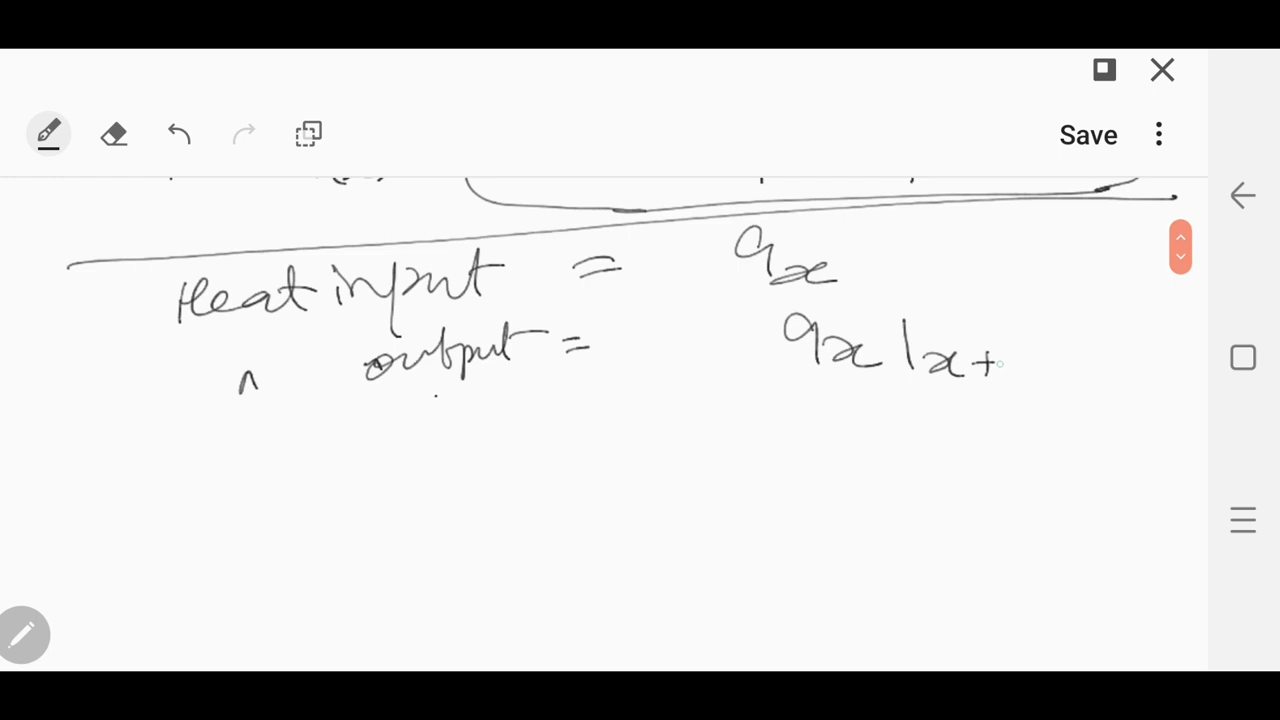 Save
Heat input = qx
" output = qx|x+